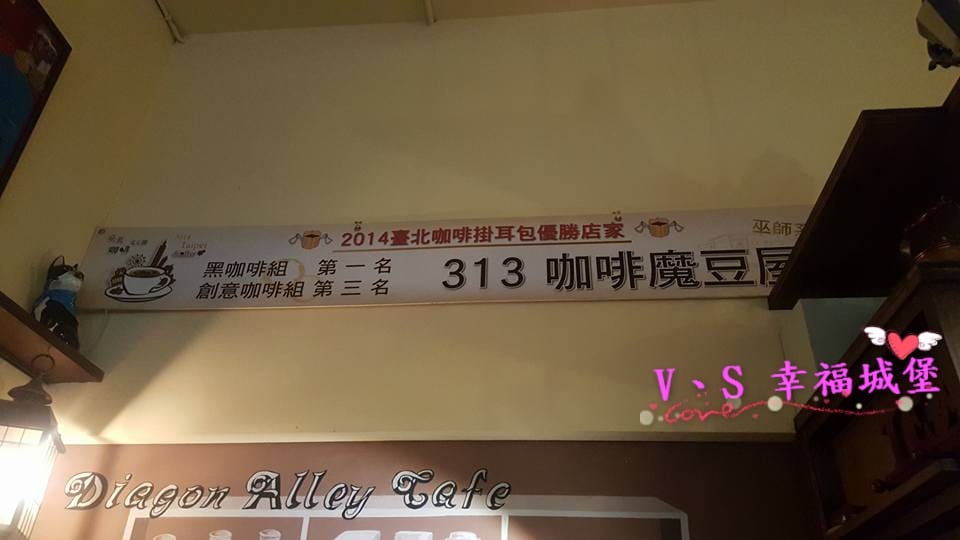 2014臺北咖啡掛耳包優勝店家
巫師
Taipei
黑咖啡組 第一名
創意咖啡組 第三名
313 咖啡魔豆屋
V、S 幸福城堡
Love
Diagon Alley Cafe